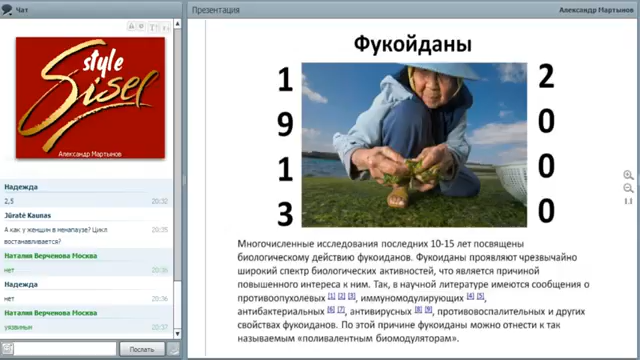 Чат
Style
Sisel
Александр Мартынов
Надежда
2,5
20:32
Jūratė Kaunas
А как у женщин в менапаузе? Цикл
востанавливается?
20:35
Наталия Верченова Москва
нет
20:36
Надежда
нет
20:36
Наталия Верченова Москва
уязвимыи
20:37
Послать
Презентация
Александр Мартынов
Фукойданы
1
9
1
3
2
0
0
0
Многочисленные исследования последних 10-15 лет посвящены
биологическому действию фукоиданов. Фукоиданы проявляют чрезвычайно
широкий спектр биологических активностей, что является причиной
повышенного интереса к ним. Так, в научной литературе имеются сообщения о
противоопухолевых [1] [2] [3], иммуномодулирующих [4] [5],
антибактериальных [6] [7], антивирусных [8] [9], противовоспалительных и других
свойствах фукоиданов. По этой причине фукоиданы можно отнести к так
называемым «поливалентным биомодуляторам».
1:1